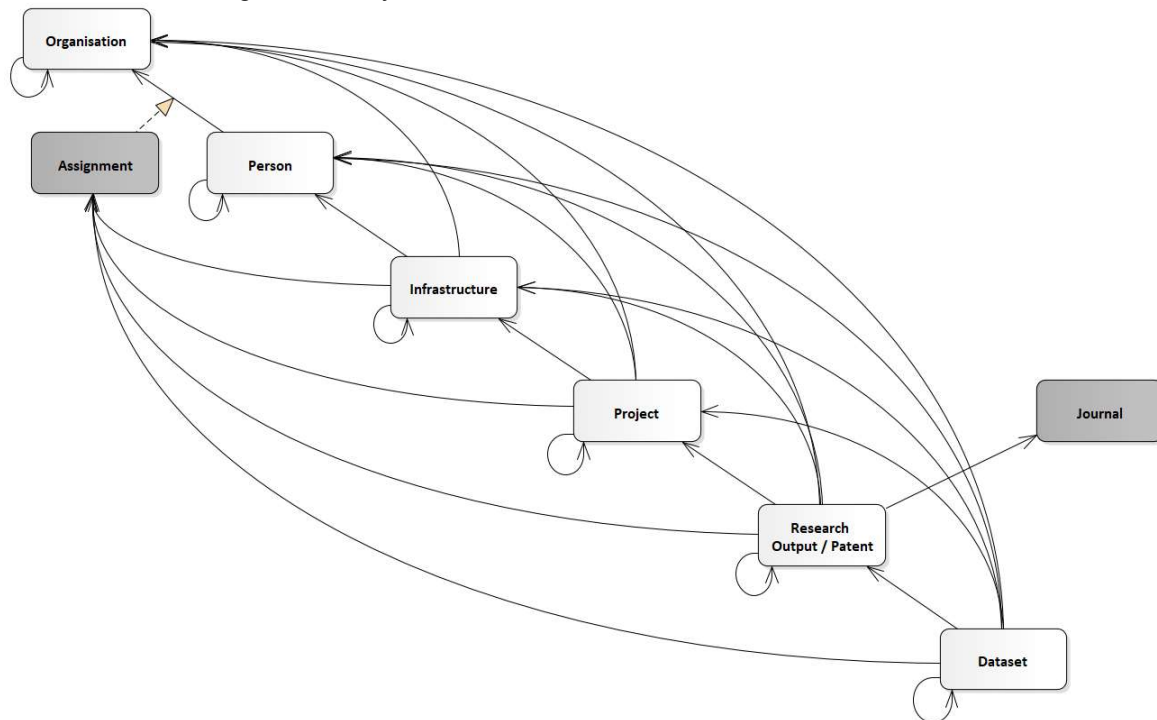 Organisation
Assignment
Person
Infrastructure
Project
Journal
Research
Output / Patent
Dataset